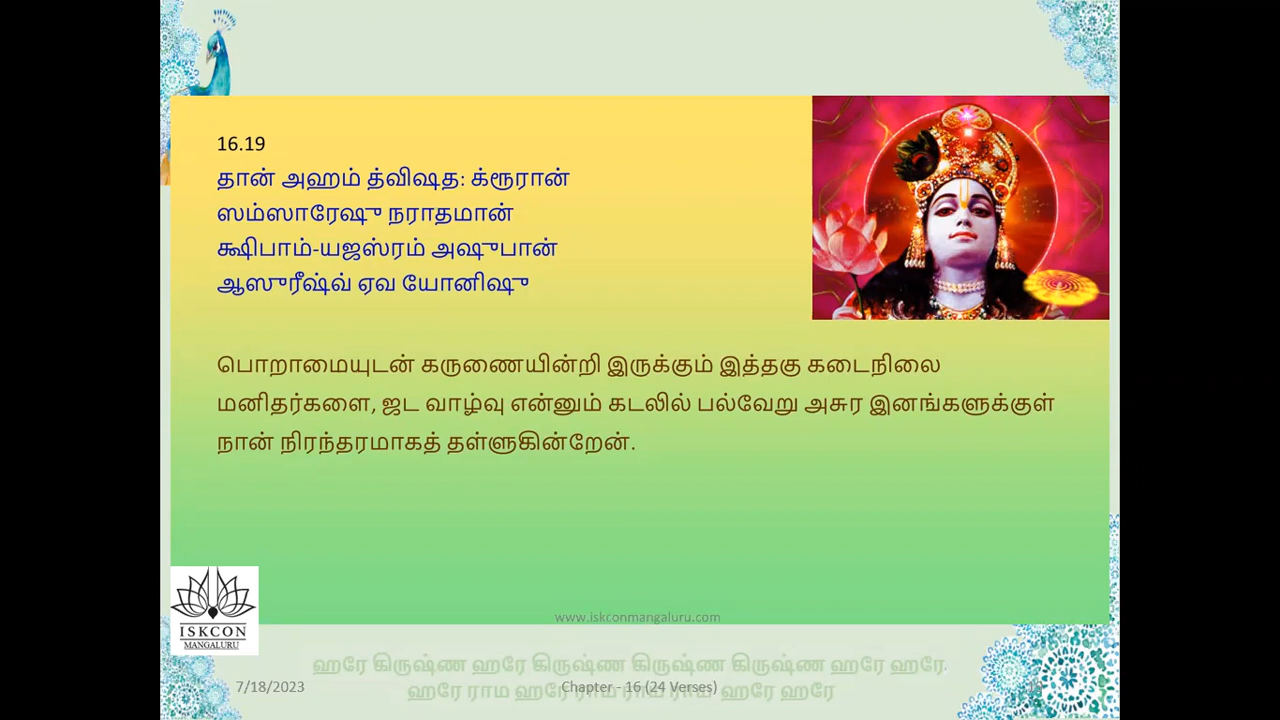 16.19
தான் அஹம் த்விஷத: க்ரூரான்
ஸம்ஸாரேஷு நராதமான்
க்ஷிபாம்-யஜஸ்ரம் அஷுபான்
ஆஸுரீஷ்வ் ஏவ யோனிஷு
பொறாமையுடன் கருணையின்றி இருக்கும் இத்தகு கடைநிலை
மனிதர்களை, ஜட வாழ்வு என்னும் கடலில் பல்வேறு அசுர இனங்களுக்குள்
நான் நிரந்தரமாகத் தள்ளுகின்றேன்.
ISKCON
MANGALURU
www.iskconmangaluru.com
ஹரே கிருஷ்ண ஹரே கிருஷ்ண கிருஷ்ண கிருஷ்ண ஹரே ஹரே
ஹரே ராம ஹரே ராம ராம ராம ஹரே ஹரே
7/18/2023 Chapter - 16 (24 Verses)